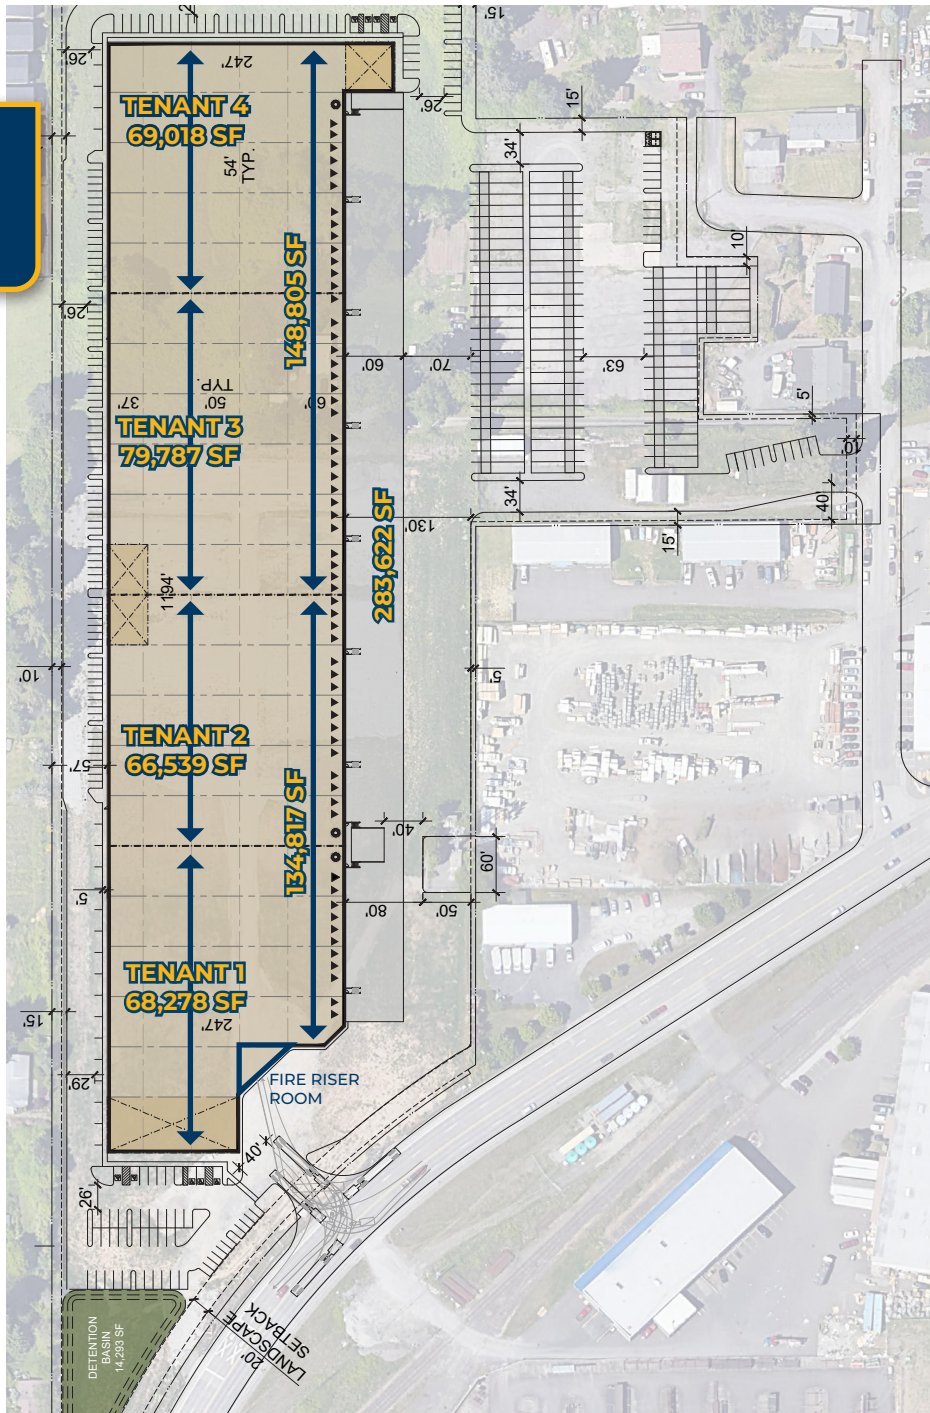 15'
26'
247'
TENANT 4
69,018 SF
54'
TYP.
26'
15'
34'
10'
148,805 SF
26'
60'
70'
63'
TYP.
37'
50'
60'
5'
TENANT 3
79,787 SF
10'
34'
40'
130'
15'
283,622 SF
1194'
10'
5'
TENANT 2
66,539 SF
57'
134,817 SF
40'
60'
5'
80'
50'
TENANT 1
68,278 SF
247'
15'
29'
FIRE RISER
ROOM
40'
26'
DETENTION
BASIN
14,293 SF
20'
LANDSCAPE
SETBACK